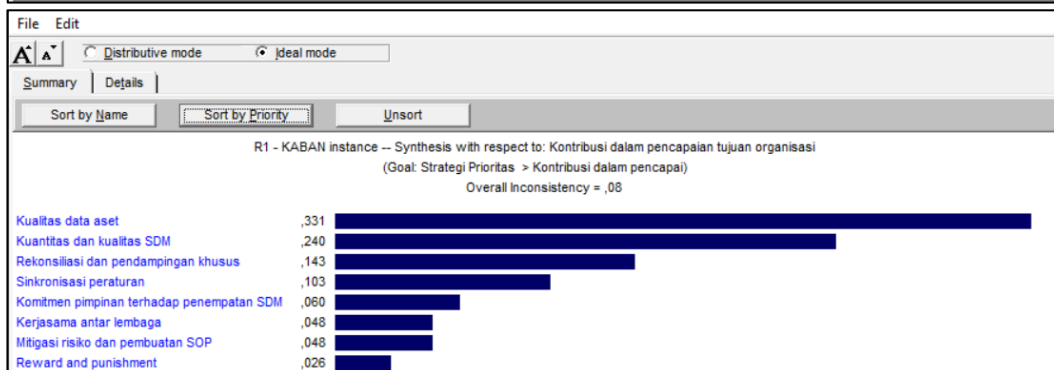 File Edit
A A Distributive mode Ideal mode
Summary Details
Sort by Name Sort by Priority Unsort
R1 - KABAN instance -- Synthesis with respect to: Kontribusi dalam pencapaian tujuan organisasi
(Goal: Strategi Prioritas > Kontribusi dalam pencapai)
Overall Inconsistency = ,08
Kualitas data aset ,331
Kuantitas dan kualitas SDM ,240
Rekonsiliasi dan pendampingan khusus ,143
Sinkronisasi peraturan ,103
Komitmen pimpinan terhadap penempatan SDM ,060
Kerjasama antar lembaga ,048
Mitigasi risiko dan pembuatan SOP ,048
Reward and punishment ,026